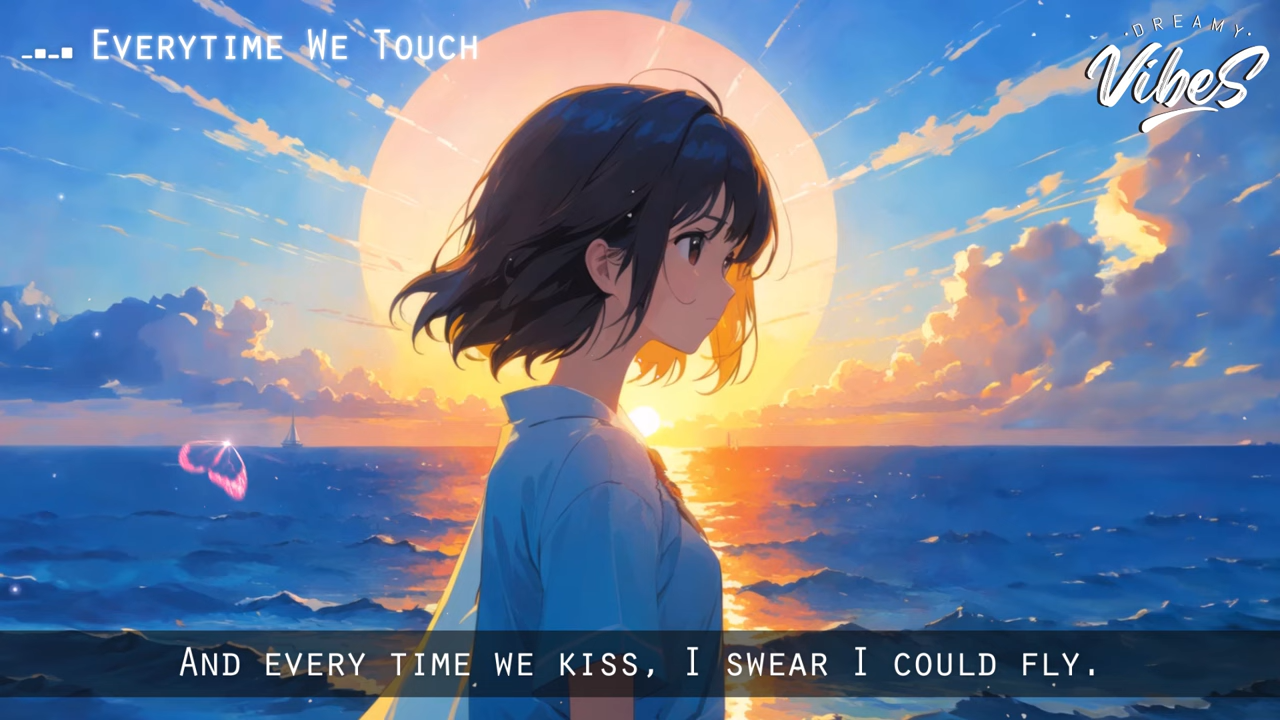 Everytime We Touch
·DREAMY·
Vibes
And every time we kiss, I swear I could fly.